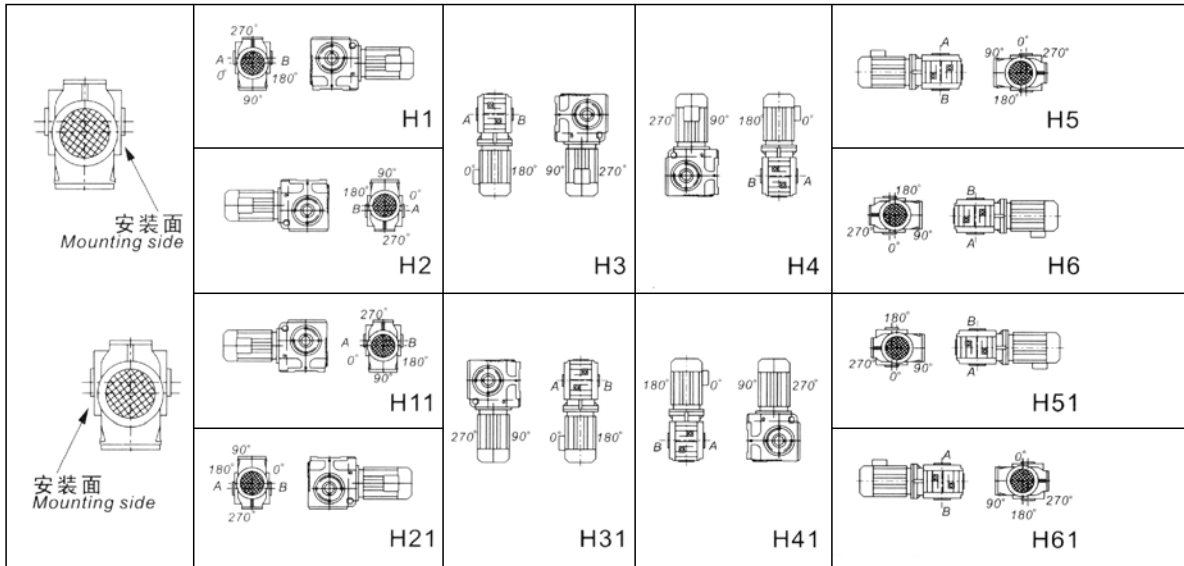 安装面
Mounting side
270°
A B
0° 180°
90°
H1
90°
180° 0°
B A
270°
H2
A B
0° 180° 90° 270°
H3
270° 90° 180° 0°
B A
H4
A
B
0°
90° 270°
180°
H5
180°
270° 90°
0°
B
A
H6
安装面
Mounting side
270°
A B
0° 180°
90°
H11
90°
180° 0°
A B
270°
H21
A B
270° 90° 0° 180°
H31
180° 0° 90° 270°
B A
H41
180°
270° 90°
0°
B
A
H51
A
B
0°
90° 270°
180°
H61